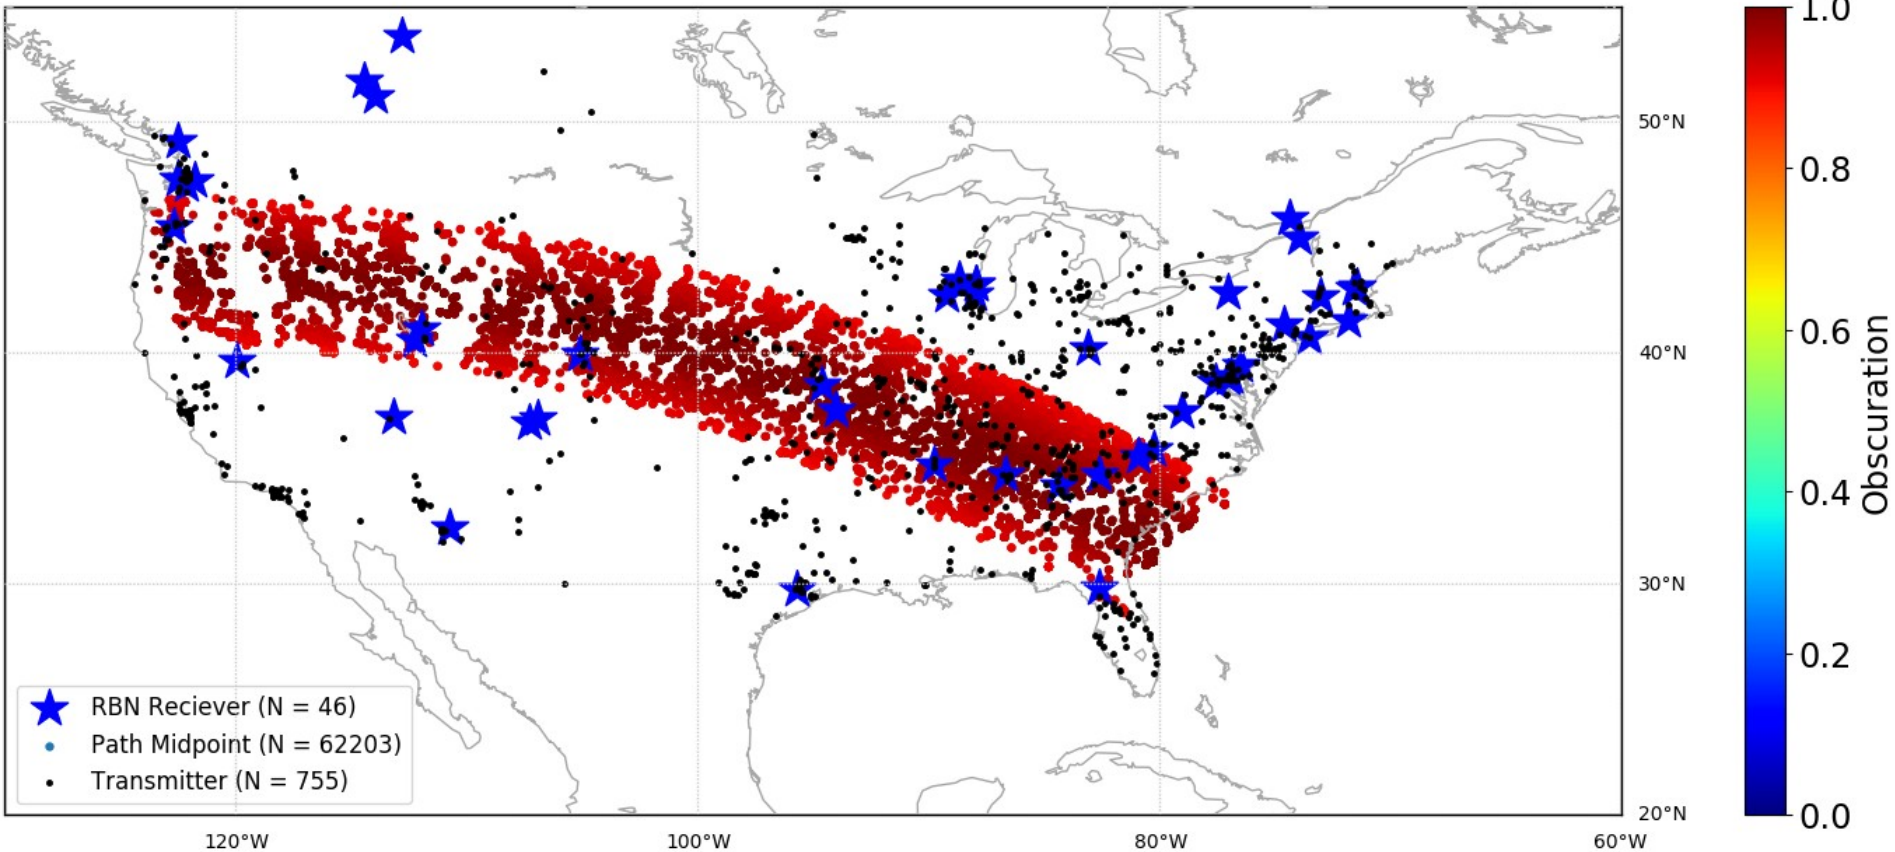 1.0
50°N
0.8
0.6
40°N
Obscuration
0.4
30°N
0.2
RBN Reciever (N = 46)
Path Midpoint (N = 62203)
Transmitter (N = 755)
20°N
0.0
120°W
100°W
80°W
60°W